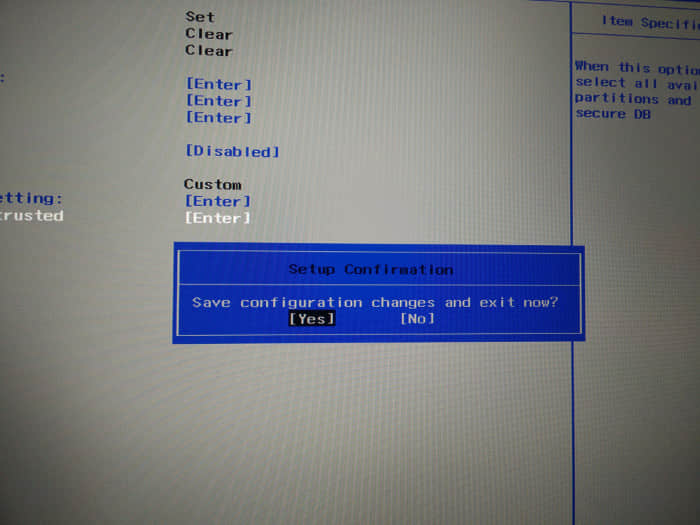 Set
Clear
Clear
:
[Enter]
[Enter]
[Enter]
[Disabled]
Custom
etting: [Enter]
trusted [Enter]
Item Specifi
When this optio
select all avai
partitions and
secure DB
Setup Confirmation
Save configuration changes and exit now?
[Yes] [No]